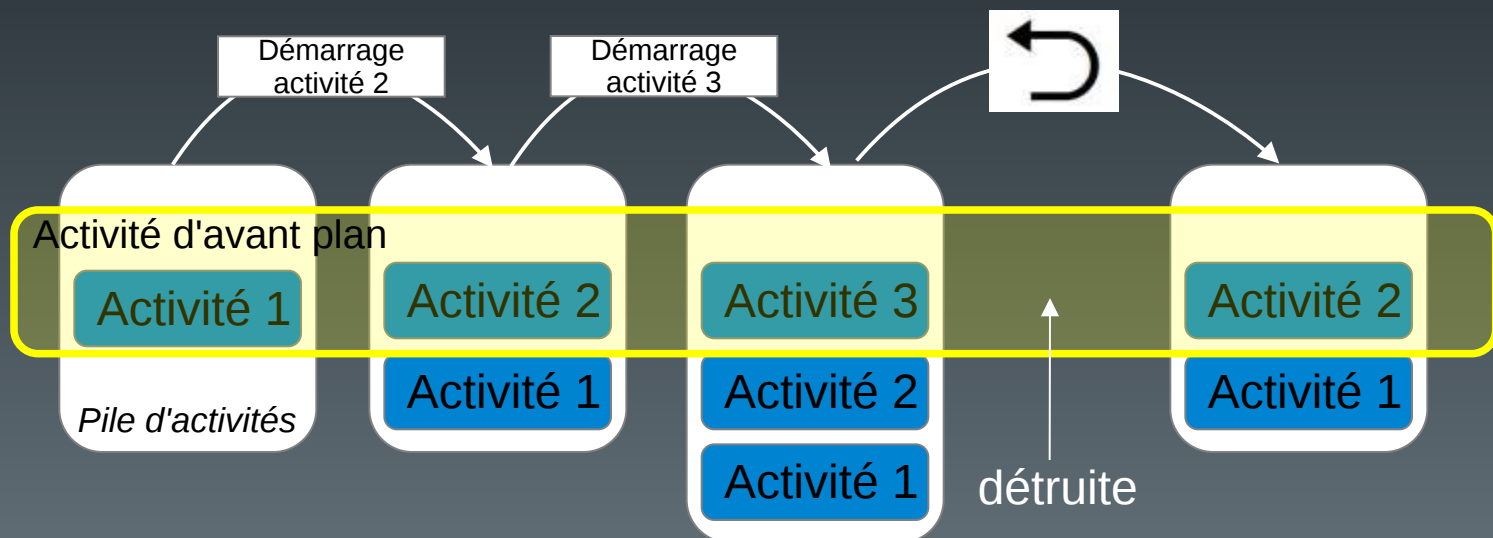 Démarrage
activité 2
Démarrage
activité 3
Activité d'avant plan
Activité 1
Activité 2
Activité 3
Activité 2
Activité 1
Activité 2
Activité 1
Pile d'activités
Activité 1
détruite